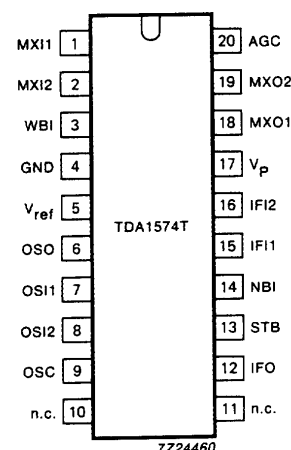 MXI1 1 20 AGC
MXI2 2 19 MXO2
WBI 3 18 MXO1
GND 4 17 Vp
Vref 5 16 IFI2
TDA1574T
OSO 6 15 IFI1
OSI1 7 14 NBI
OSI2 8 13 STB
OSC 9 12 IFO
n.c. 10 11 n.c.
7Z24460